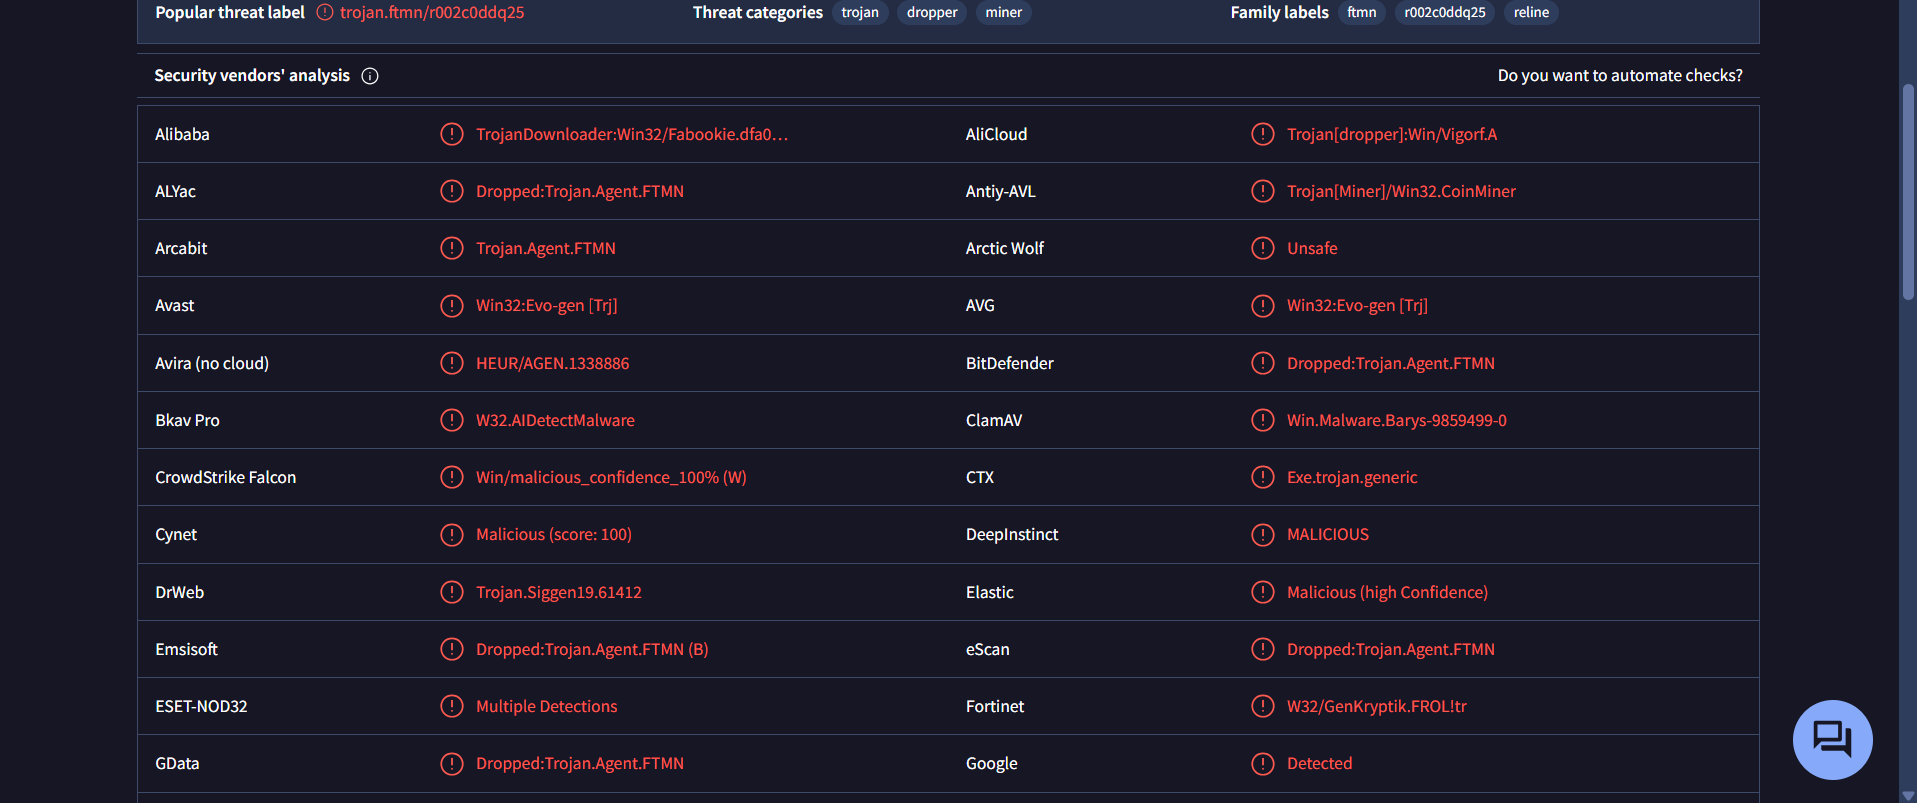 Popular threat label trojan.ftmn/r002c0ddq25 Threat categories trojan dropper miner Family labels ftmn r002c0ddq25 reline
Security vendors' analysis Do you want to automate checks?
Alibaba TrojanDownloader:Win32/Fabookie.dfa0… AliCloud Trojan[dropper]:Win/Vigorf.A
ALYac Dropped:Trojan.Agent.FTMN Antiy-AVL Trojan[Miner]/Win32.CoinMiner
Arcabit Trojan.Agent.FTMN Arctic Wolf Unsafe
Avast Win32:Evo-gen [Trj] AVG Win32:Evo-gen [Trj]
Avira (no cloud) HEUR/AGEN.1338886 BitDefender Dropped:Trojan.Agent.FTMN
Bkav Pro W32.AIDetectMalware ClamAV Win.Malware.Barys-9859499-0
CrowdStrike Falcon Win/malicious_confidence_100% (W) CTX Exe.trojan.generic
Cynet Malicious (score: 100) DeepInstinct MALICIOUS
DrWeb Trojan.Siggen19.61412 Elastic Malicious (high Confidence)
Emsisoft Dropped:Trojan.Agent.FTMN (B) eScan Dropped:Trojan.Agent.FTMN
ESET-NOD32 Multiple Detections Fortinet W32/GenKryptik.FROL!tr
GData Dropped:Trojan.Agent.FTMN Google Detected